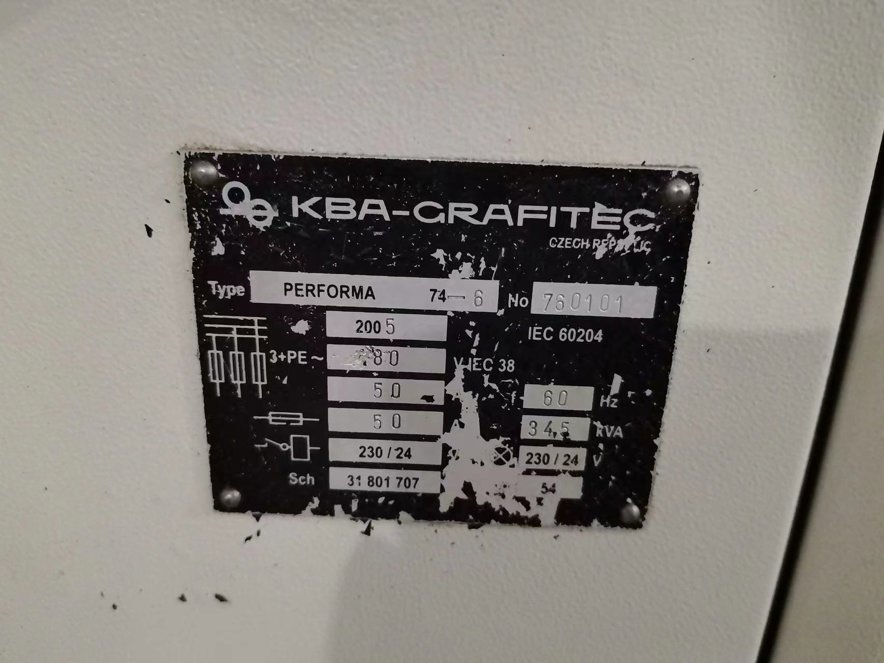 KBA-GRAFITEC
CZECH REPUBLIC
Type PERFORMA 74-6 No 760101
2005 IEC 60204
3+PE ~ 480 V IEC 38
50 f 60 Hz
50 34,5 kVA
230 / 24 230 / 24 V
Sch 31 801 707 54